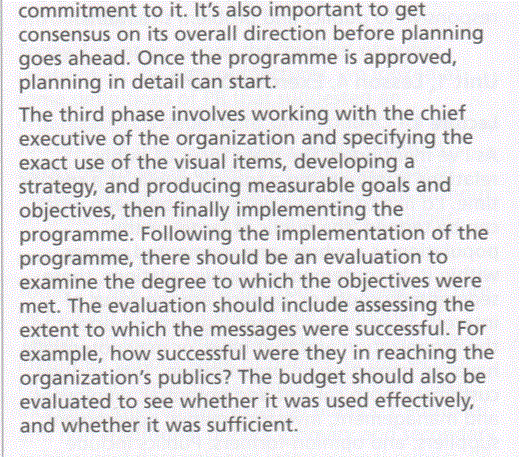 commitment to it. It's also important to get
consensus on its overall direction before planning
goes ahead. Once the programme is approved,
planning in detail can start.
The third phase involves working with the chief
executive of the organization and specifying the
exact use of the visual items, developing a
strategy, and producing measurable goals and
objectives, then finally implementing the
programme. Following the implementation of the
programme, there should be an evaluation to
examine the degree to which the objectives were
met. The evaluation should include assessing the
extent to which the messages were successful. For
example, how successful were they in reaching the
organization's publics? The budget should also be
evaluated to see whether it was used effectively,
and whether it was sufficient.